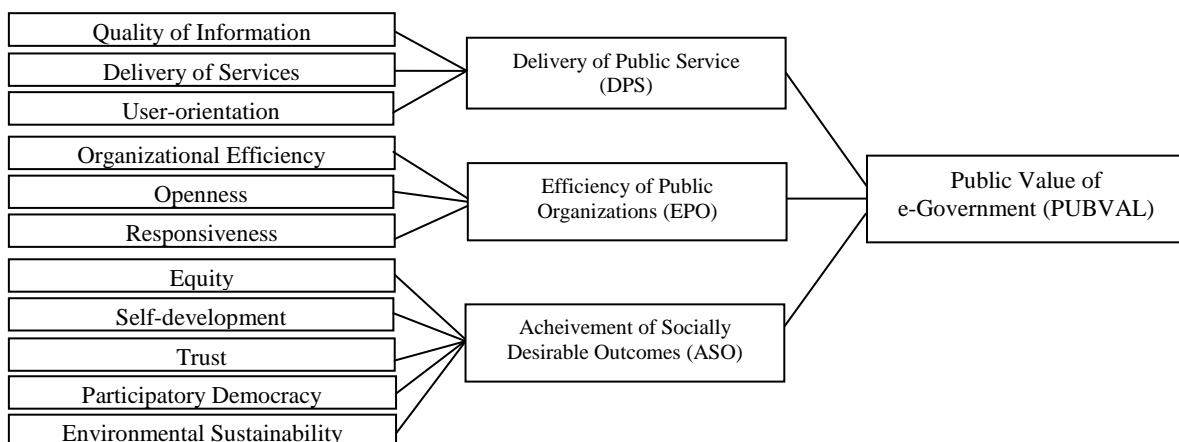 Quality of Information
Delivery of Services
User-orientation
Organizational Efficiency
Openness
Responsiveness
Equity
Self-development
Trust
Participatory Democracy
Environmental Sustainability
Delivery of Public Service
(DPS)
Efficiency of Public
Organizations (EPO)
Acheivement of Socially
Desirable Outcomes (ASO)
Public Value of
e-Government (PUBVAL)